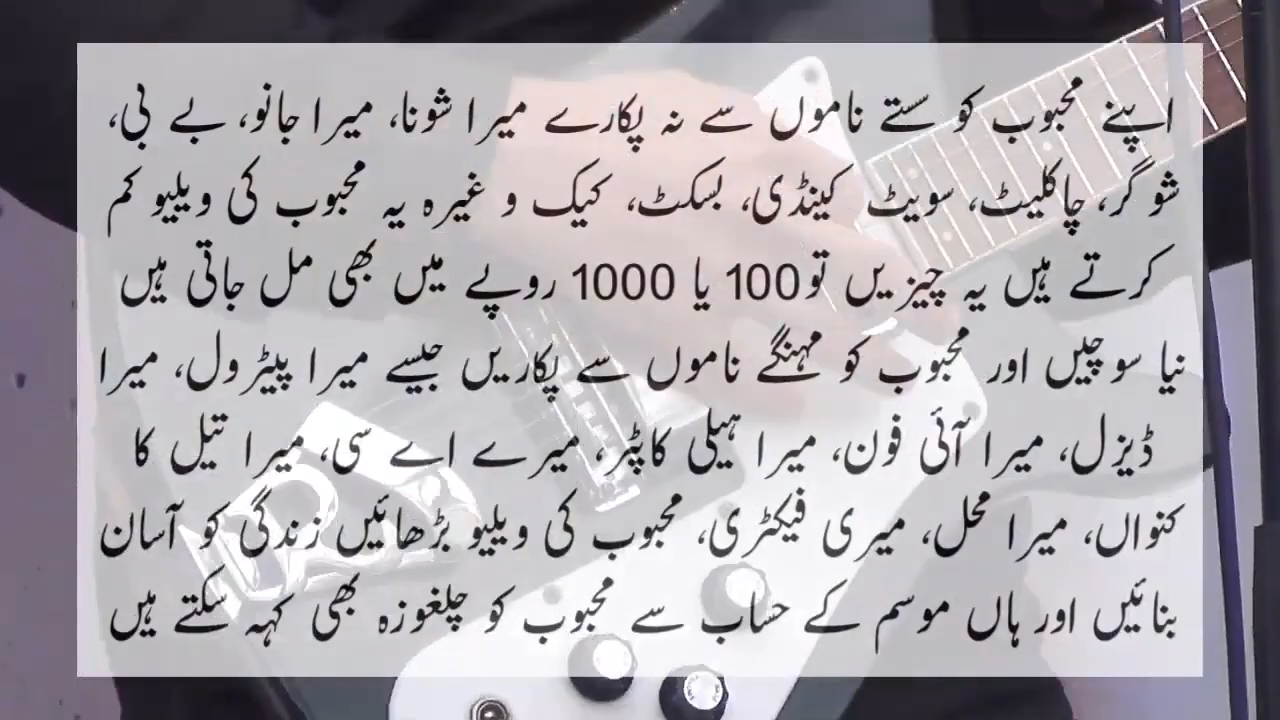 اپنے محبوب کو ستے ناموں سے نہ پکارے میرا شونا، میرا جانو، بے بی،
شوگر، چاکلیٹ، سویٹ کینڈی، بسکٹ، کیک و غیرہ یہ محبوب کی ویلیو کم
کرتے ہیں یہ چیزیں تو 100 یا 1000 روپے میں بھی مل جاتی ہیں
نیا سوچیں اور محبوب کو مہنگے ناموں سے پکاریں جیسے میرا پیٹرول، میرا
ڈیزل، میرا آئی فون، میرا ہیلی کاپٹر، میرے اے سی، میرا تیل کا
کنواں، میرا محل، میری فیکٹری، محبوب کی ویلیو بڑھائیں زندگی کو آسان
بنائیں اور ہاں موسم کے حساب سے محبوب کو چلغوزہ بھی کہہ سکتے ہیں